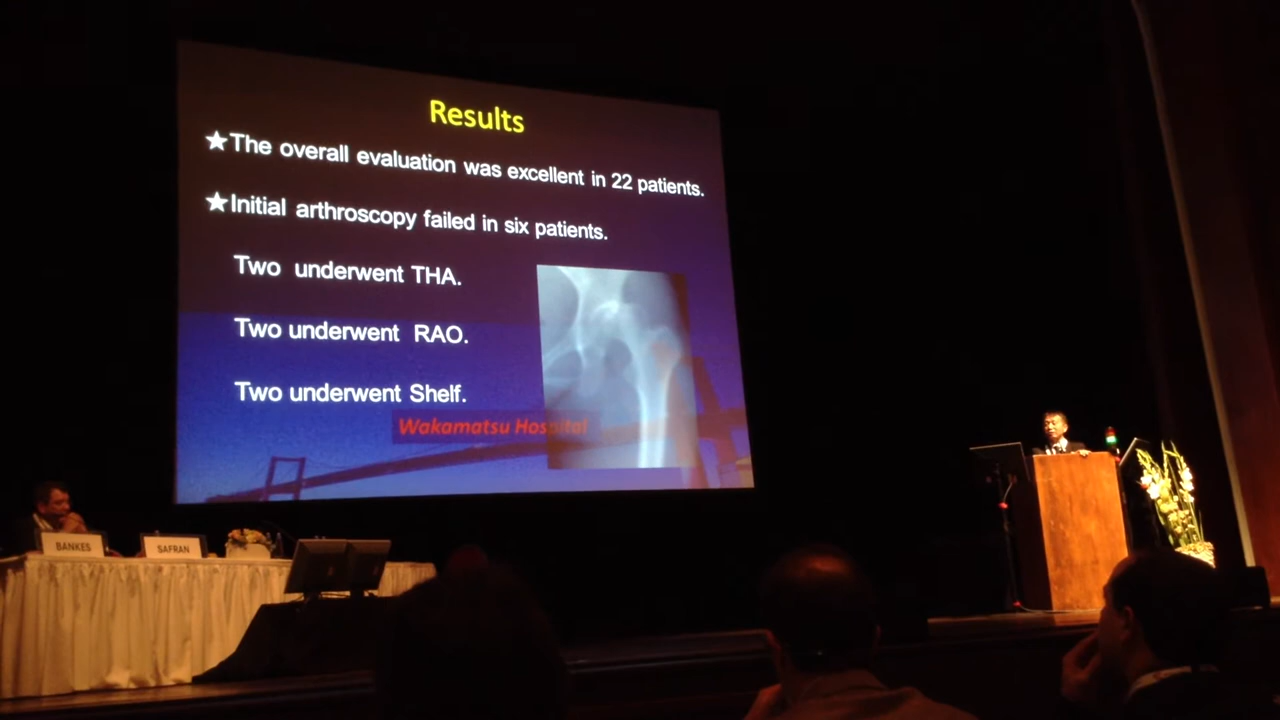 Results
★The overall evaluation was excellent in 22 patients.
★Initial arthroscopy failed in six patients.
Two underwent THA.
Two underwent RAO.
Two underwent Shelf.
Wakamatsu Hospital
BANKES
SAFRAN